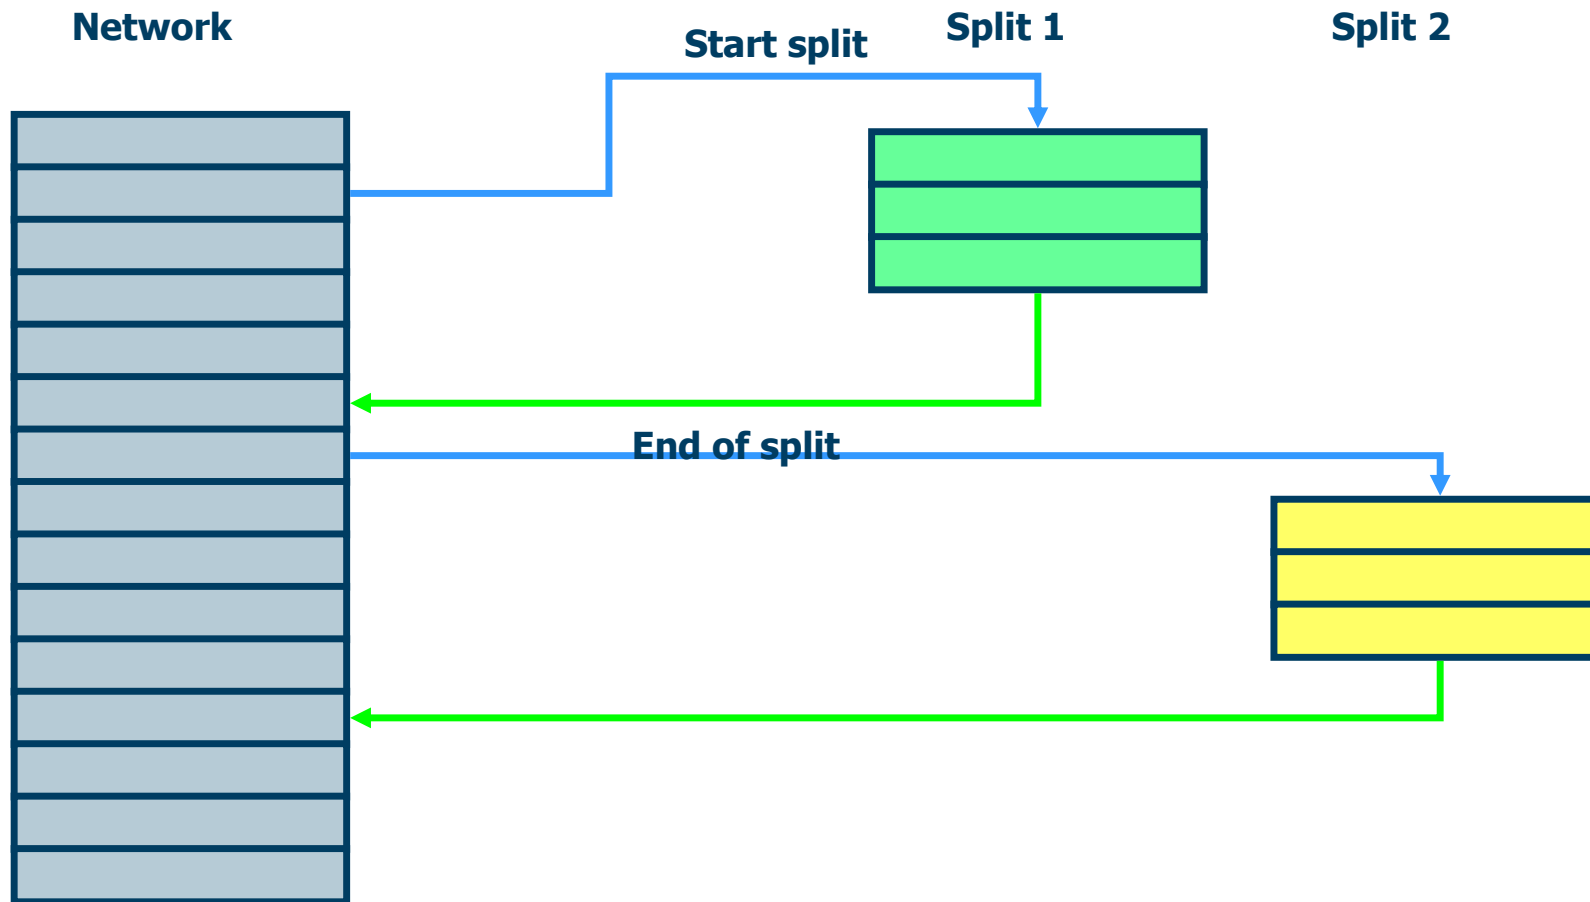 Network
Start split
Split 1
Split 2
End of split